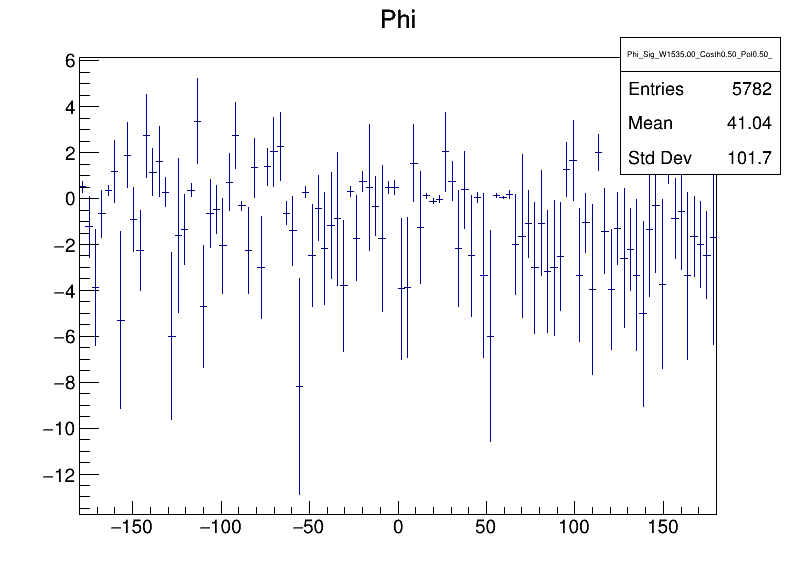 Phi
Phi_Sig_W1535.00_Costh0.50_Pol0.50_
Entries 5782
Mean 41.04
Std Dev 101.7
6
4
2
0
−2
−4
−6
−8
−10
−12
−150 −100 −50 0 50 100 150